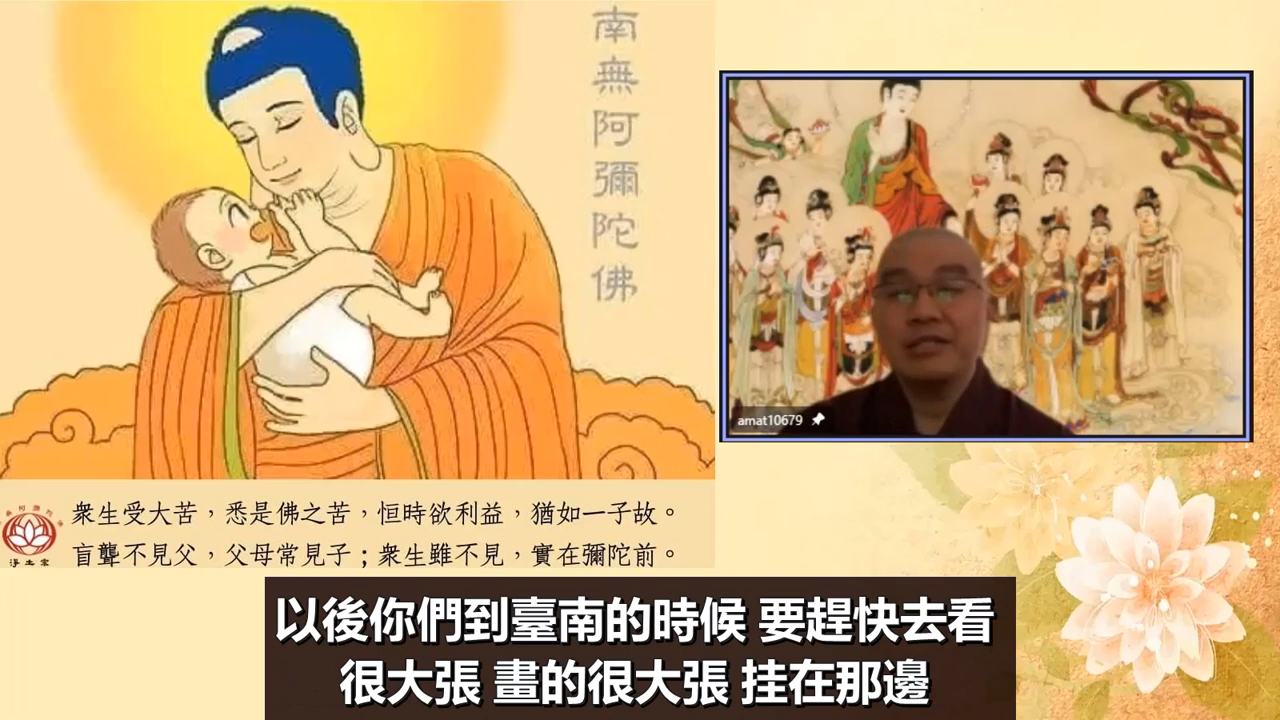 南無阿彌陀佛
amat10679
眾生受大苦，悉是佛之苦，恒時欲利益，猶如一子故。
盲聾不見父，父母常見子；眾生雖不見，實在彌陀前。
淨土宗
以後你們到臺南的時候 要趕快去看
很大張 畫的很大張 挂在那邊